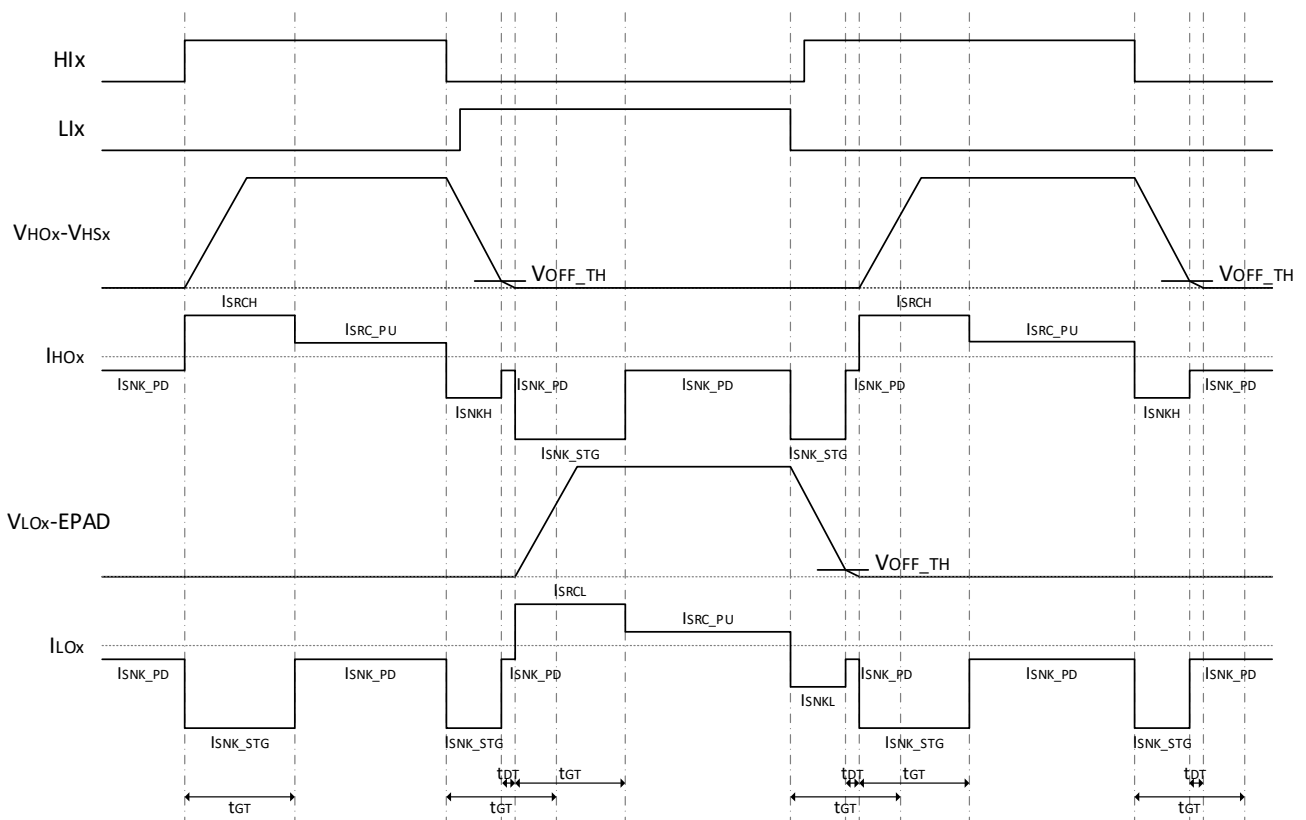 HIx
LIx
VHOx-VHSx
VOFF_TH
VOFF_TH
ISRCH
ISRCH
ISRC_PU
ISRC_PU
IHOx
ISNK_PD
ISNK_PD
ISNK_PD
ISNK_PD
ISNK_PD
ISNKH
ISNKH
ISNK_STG
ISNK_STG
VLOx-EPAD
VOFF_TH
ISRCL
ISRC_PU
ILOx
ISNK_PD
ISNK_PD
ISNK_PD
ISNK_PD
ISNK_PD
ISNK_PD
ISNKL
ISNK_STG
ISNK_STG
ISNK_STG
ISNK_STG
tDT
tGT
tDT
tGT
tDT
tGT
tGT
tGT
tGT